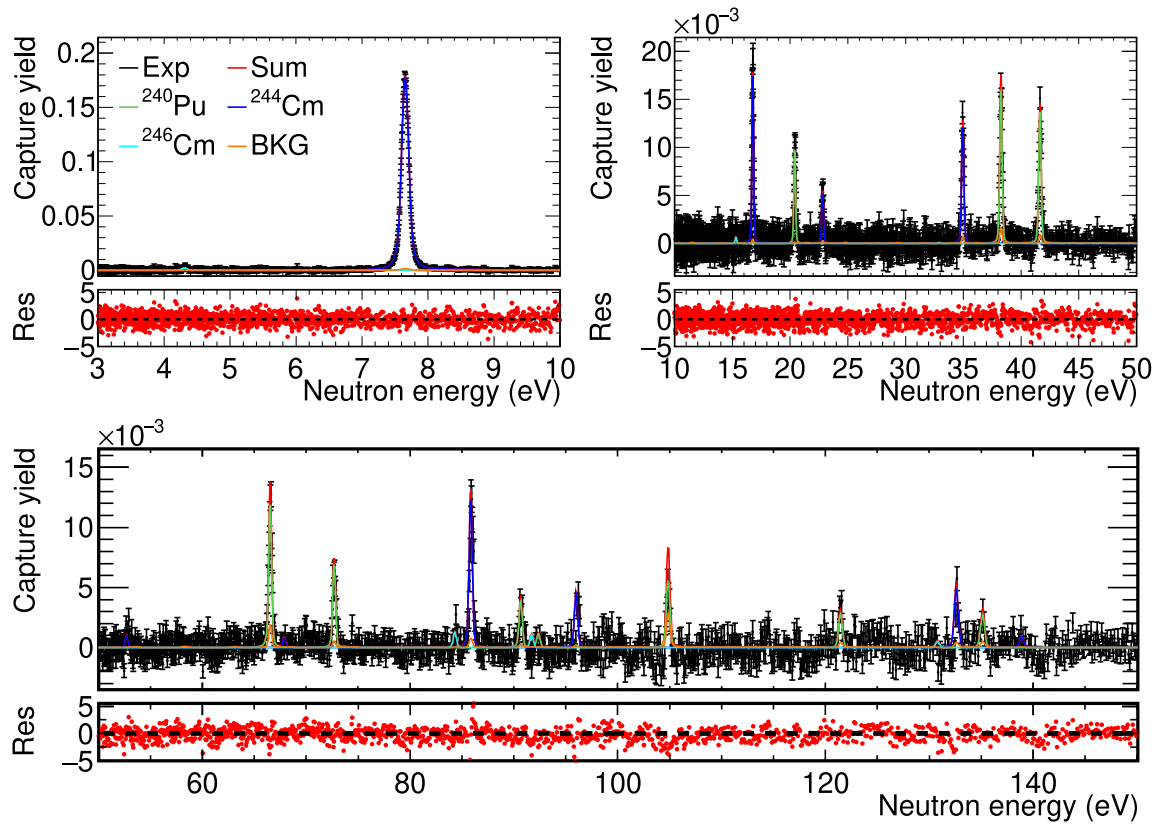 Capture yield
0.2
0.15
0.1
0.05
0
Exp
Sum
²⁴⁰Pu
²⁴⁴Cm
²⁴⁶Cm
BKG
Res
5
0
−5
3 4 5 6 7 8 9 10
Neutron energy (eV)
×10⁻³
Capture yield
20
15
10
5
0
Res
5
0
−5
10 15 20 25 30 35 40 45 50
Neutron energy (eV)
×10⁻³
Capture yield
15
10
5
0
Res
5
0
−5
60 80 100 120 140
Neutron energy (eV)